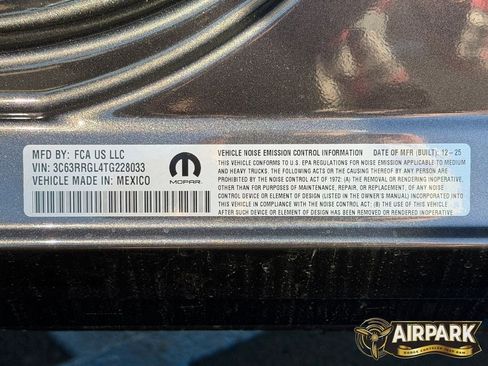 MFD BY: FCA US LLC
VIN: 3C63RRGL4TG228033
VEHICLE MADE IN: MEXICO
MOPAR
VEHICLE NOISE EMISSION CONTROL INFORMATION DATE OF MFR (BUILT): 12-25
THIS VEHICLE CONFORMS TO U.S. EPA REGULATIONS FOR NOISE EMISSION APPLICABLE TO MEDIUM
AND HEAVY TRUCKS. THE FOLLOWING ACTS OR THE CAUSING THEREOF BY ANY PERSON ARE
PROHIBITED BY THE NOISE CONTROL ACT OF 1972: (A) THE REMOVAL OR RENDERING INOPERATIVE,
OTHER THAN FOR PURPOSES OF MAINTENANCE, REPAIR, OR REPLACEMENT, OF ANY NOISE
CONTROL DEVICE OR ELEMENT OF DESIGN (LISTED IN THE OWNER'S MANUAL) INCORPORATED
INTO THIS VEHICLE IN COMPLIANCE WITH THE NOISE CONTROL ACT; (B) THE USE OF THIS VEHICLE
AFTER SUCH DEVICE OR ELEMENT OF DESIGN HAS BEEN REMOVED OR RENDERED INOPERATIVE.
AIRPARK